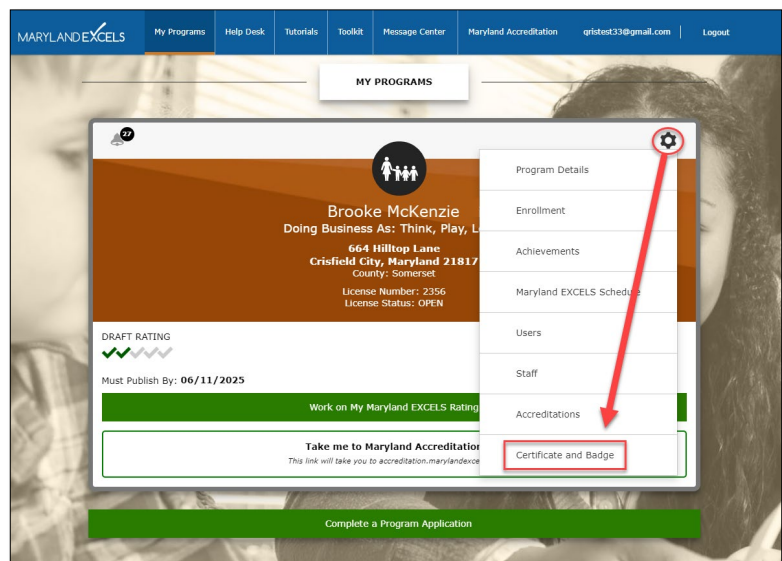 MARYLAND EXCELS
My Programs
Help Desk
Tutorials
Toolkit
Message Center
Maryland Accreditation
qristest33@gmail.com
Logout
MY PROGRAMS
27
Brooke McKenzie
Doing Business As: Think, Play,
664 Hilltop Lane
Crisfield City, Maryland 21817
County: Somerset
License Number: 2356
License Status: OPEN
Program Details
Enrollment
Achievements
Maryland EXCELS Schedule
Users
Staff
Accreditations
Certificate and Badge
DRAFT RATING
Must Publish By: 06/11/2025
Work on My Maryland EXCELS Rating
Take me to Maryland Accreditation
This link will take you to accreditation.marylandexce
Complete a Program Application